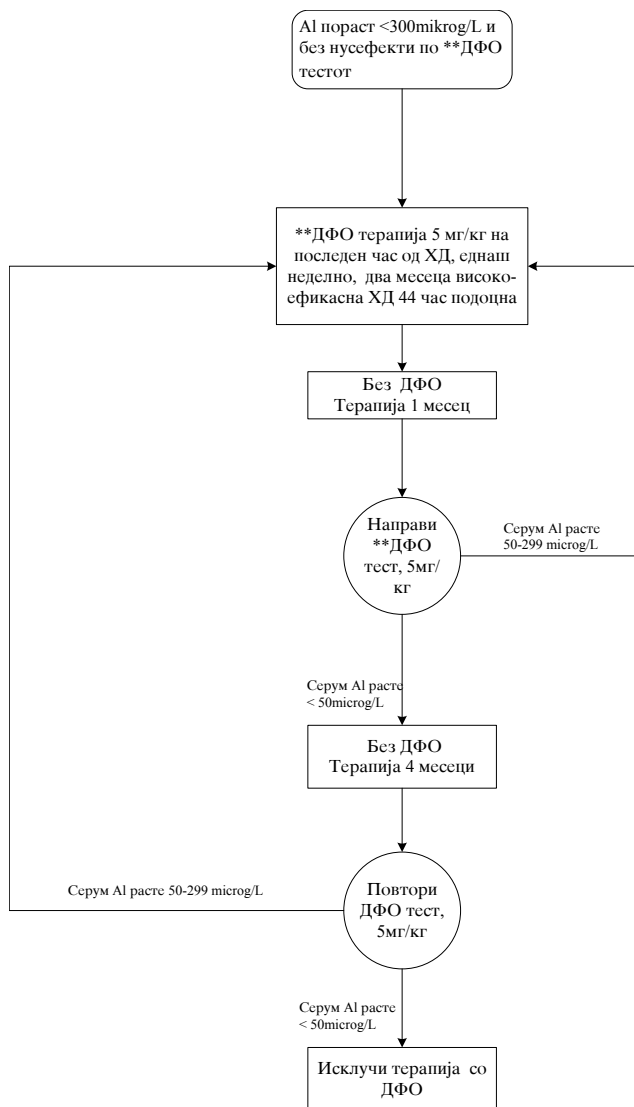 Al пораст <300mikrog/L и
без нусефекти по **ДФО
тестот
**ДФО терапија 5 мг/кг на
последен час од ХД, еднаш
неделно, два месеца високо-
ефикасна ХД 44 час подоцна
Без ДФО
Терапија 1 месец
Направи
**ДФО
тест, 5мг/
кг
Серум Al расте
50-299 microg/L
Серум Al расте
< 50microg/L
Без ДФО
Терапија 4 месеци
Серум Al расте 50-299 microg/L
Повтори
ДФО тест,
5мг/кг
Серум Al расте
< 50microg/L
Исклучи терапија со
ДФО